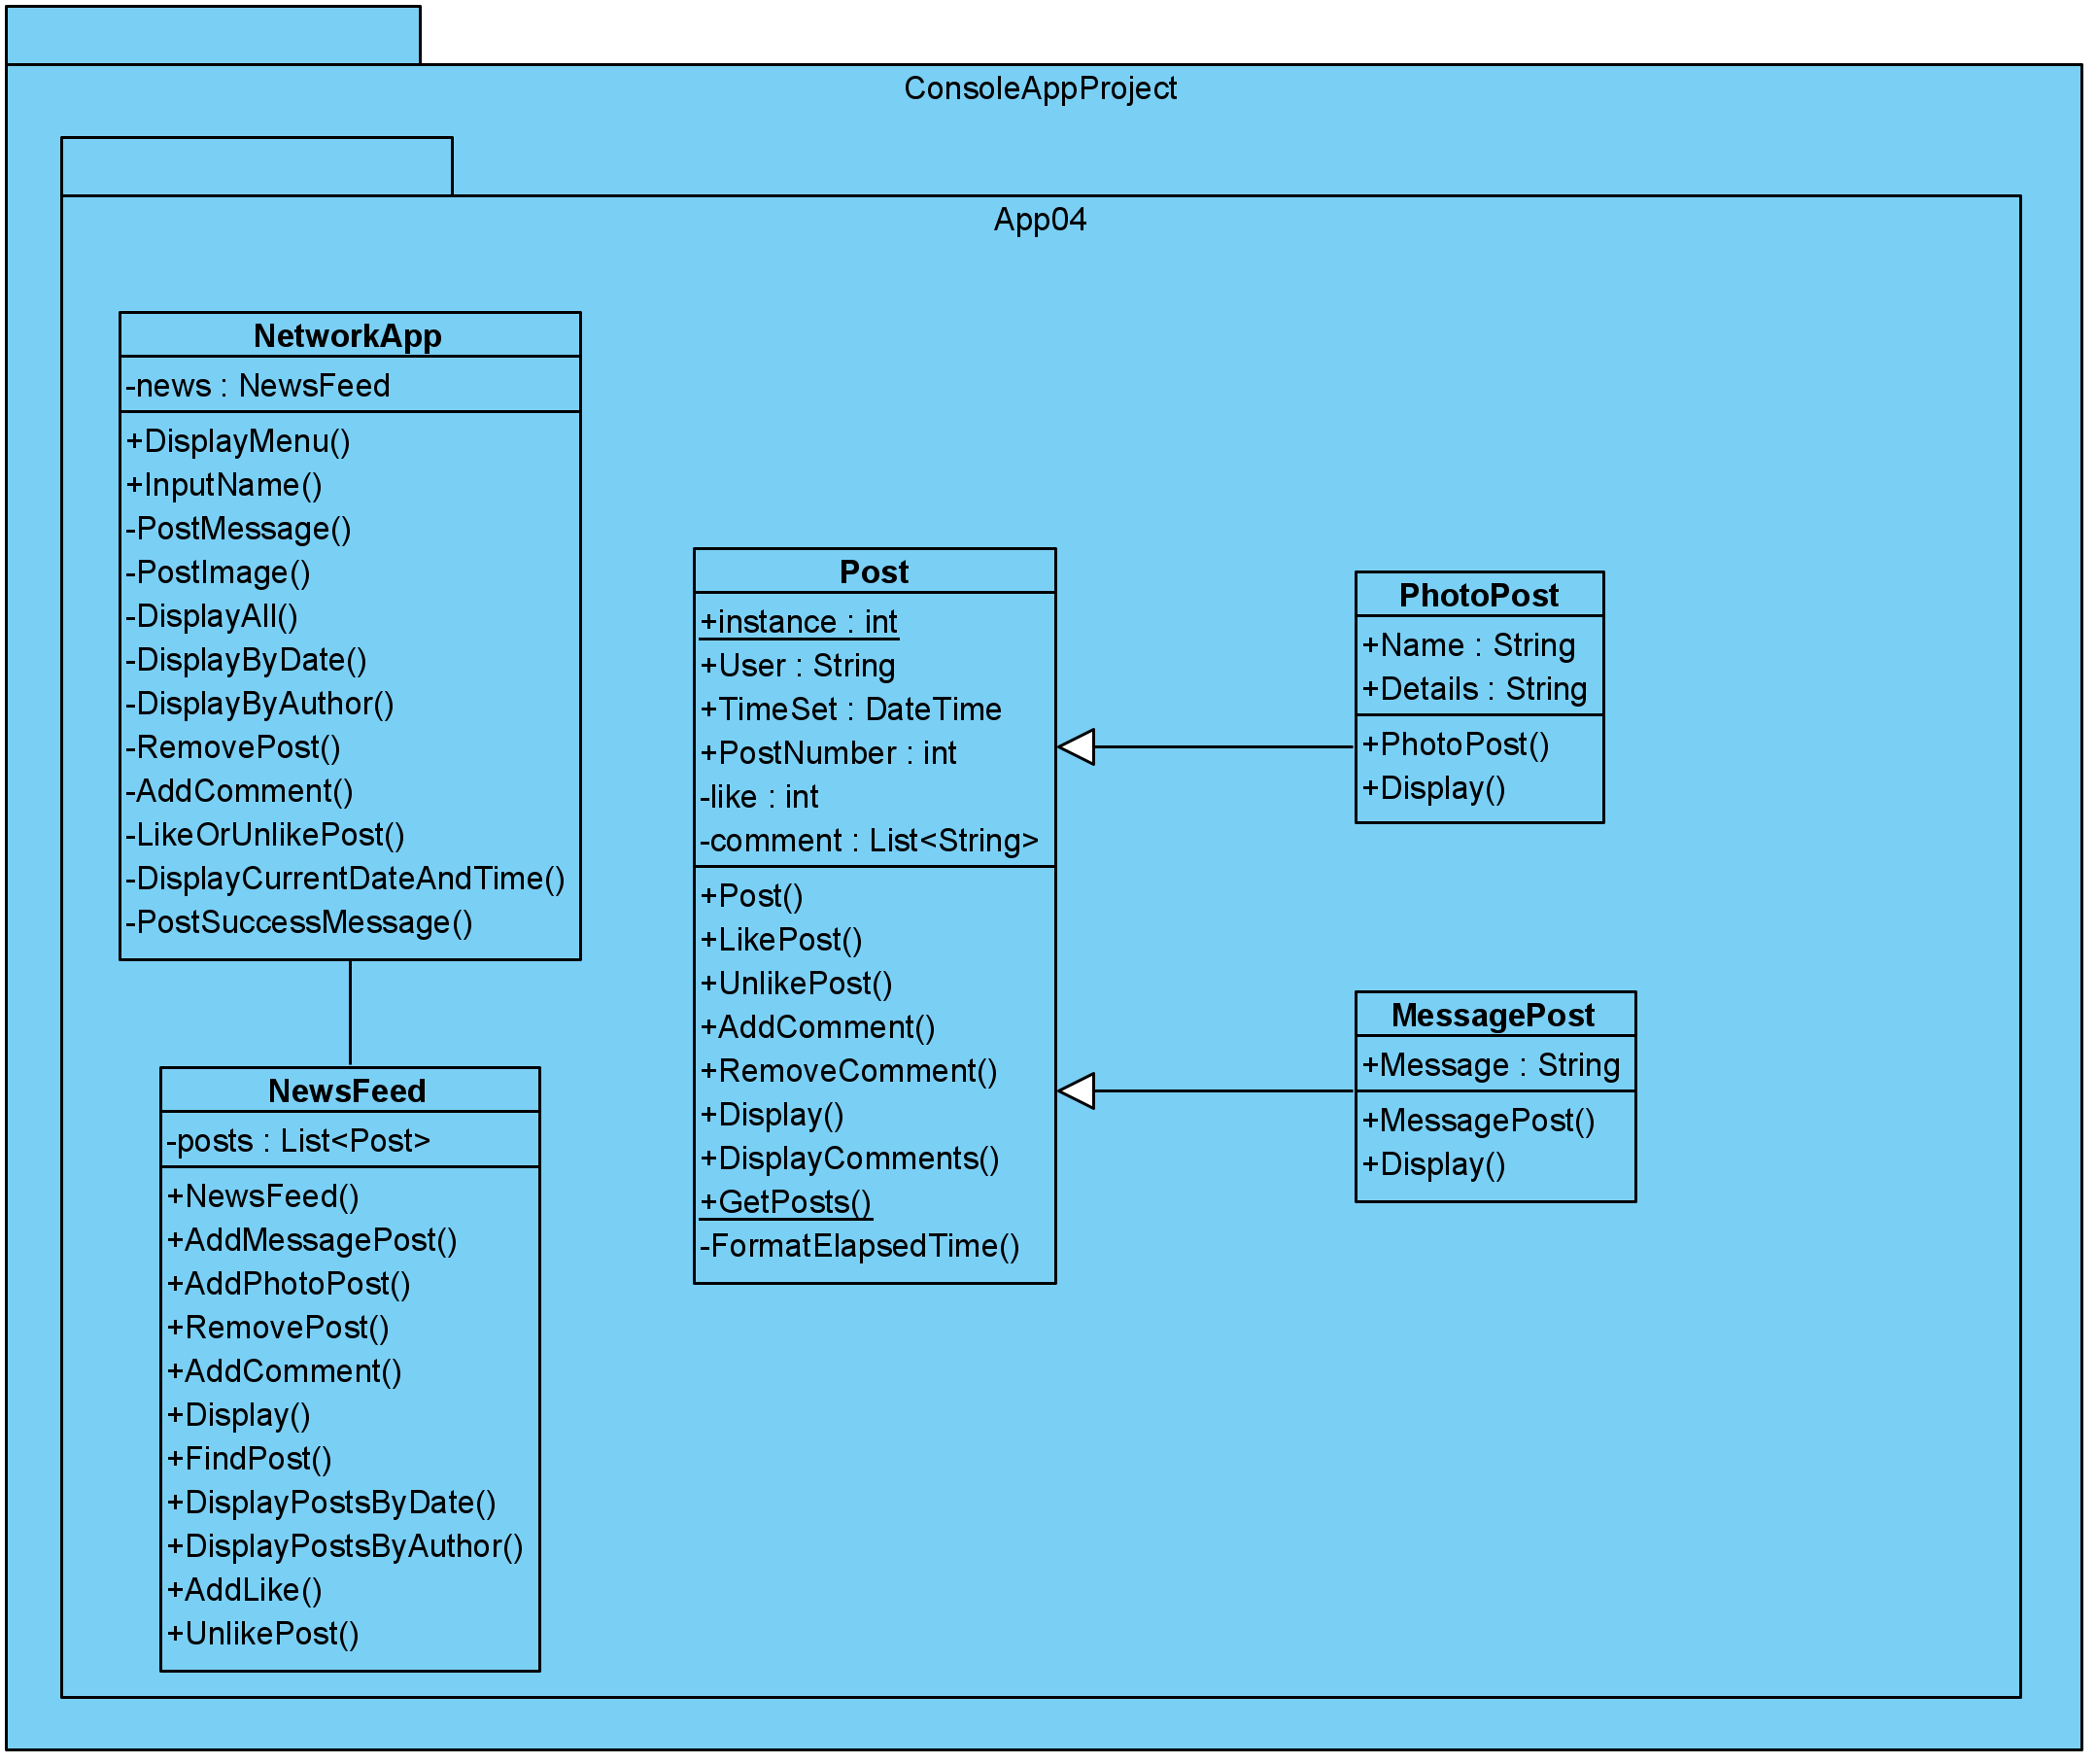 ConsoleAppProject
App04
NetworkApp
-news : NewsFeed
+DisplayMenu()
+InputName()
-PostMessage()
-PostImage()
-DisplayAll()
-DisplayByDate()
-DisplayByAuthor()
-RemovePost()
-AddComment()
-LikeOrUnlikePost()
-DisplayCurrentDateAndTime()
-PostSuccessMessage()
NewsFeed
-posts : List<Post>
+NewsFeed()
+AddMessagePost()
+AddPhotoPost()
+RemovePost()
+AddComment()
+Display()
+FindPost()
+DisplayPostsByDate()
+DisplayPostsByAuthor()
+AddLike()
+UnlikePost()
Post
+instance : int
+User : String
+TimeSet : DateTime
+PostNumber : int
-like : int
-comment : List<String>
+Post()
+LikePost()
+UnlikePost()
+AddComment()
+RemoveComment()
+Display()
+DisplayComments()
+GetPosts()
-FormatElapsedTime()
PhotoPost
+Name : String
+Details : String
+PhotoPost()
+Display()
MessagePost
+Message : String
+MessagePost()
+Display()